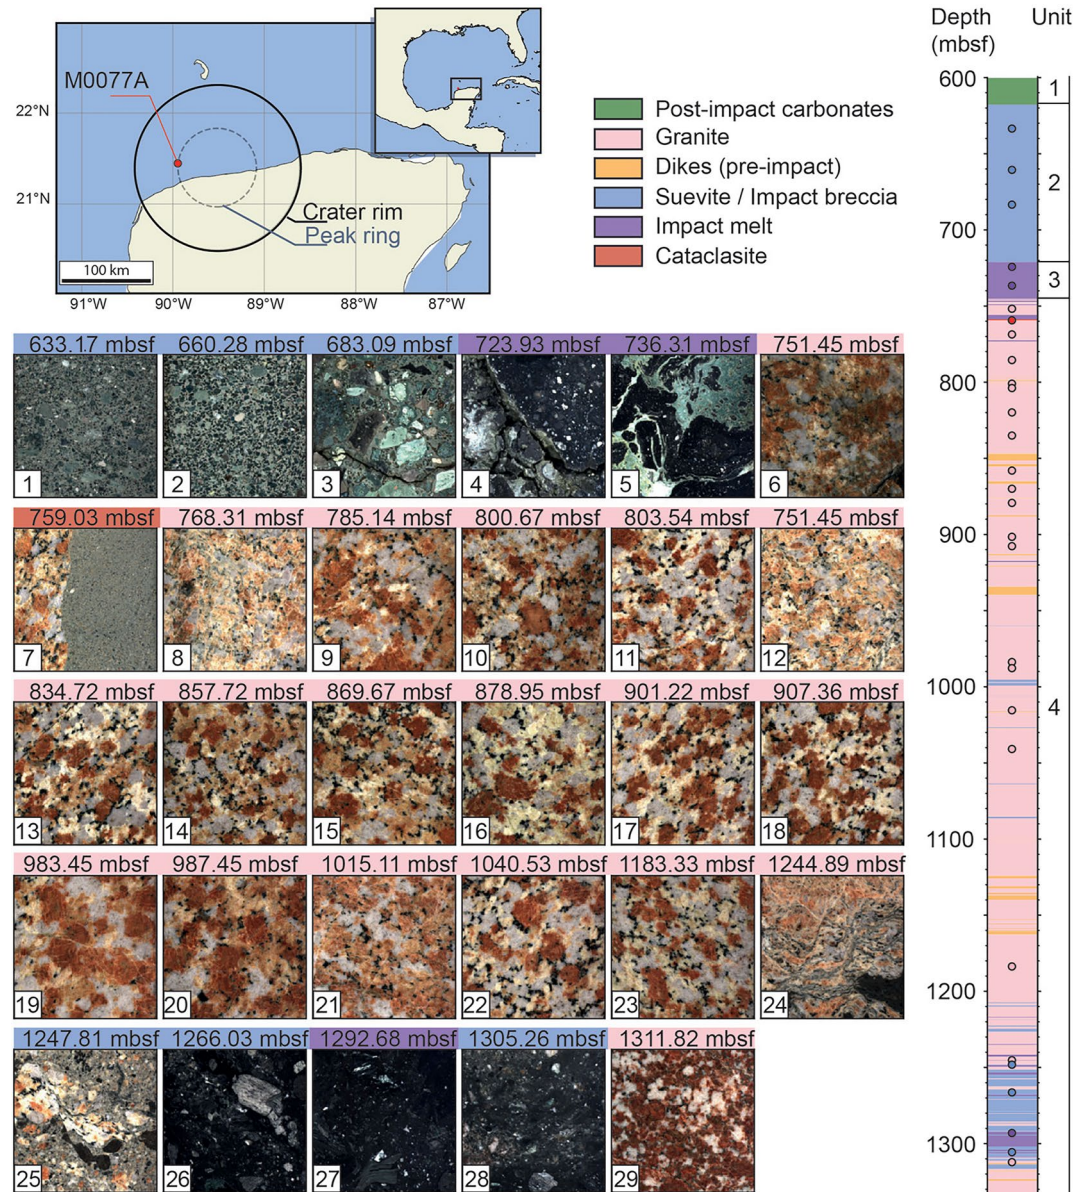 M0077A
22°N
21°N
Crater rim
Peak ring
100 km
91°W 90°W 89°W 88°W 87°W
Post-impact carbonates
Granite
Dikes (pre-impact)
Suevite / Impact breccia
Impact melt
Cataclasite
633.17 mbsf 660.28 mbsf 683.09 mbsf 723.93 mbsf 736.31 mbsf 751.45 mbsf
1 2 3 4 5 6
759.03 mbsf 768.31 mbsf 785.14 mbsf 800.67 mbsf 803.54 mbsf 751.45 mbsf
7 8 9 10 11 12
834.72 mbsf 857.72 mbsf 869.67 mbsf 878.95 mbsf 901.22 mbsf 907.36 mbsf
13 14 15 16 17 18
983.45 mbsf 987.45 mbsf 1015.11 mbsf 1040.53 mbsf 1183.33 mbsf 1244.89 mbsf
19 20 21 22 23 24
1247.81 mbsf 1266.03 mbsf 1292.68 mbsf 1305.26 mbsf 1311.82 mbsf
25 26 27 28 29
Depth Unit
(mbsf)
600
1
2
700
3
800
900
1000
4
1100
1200
1300